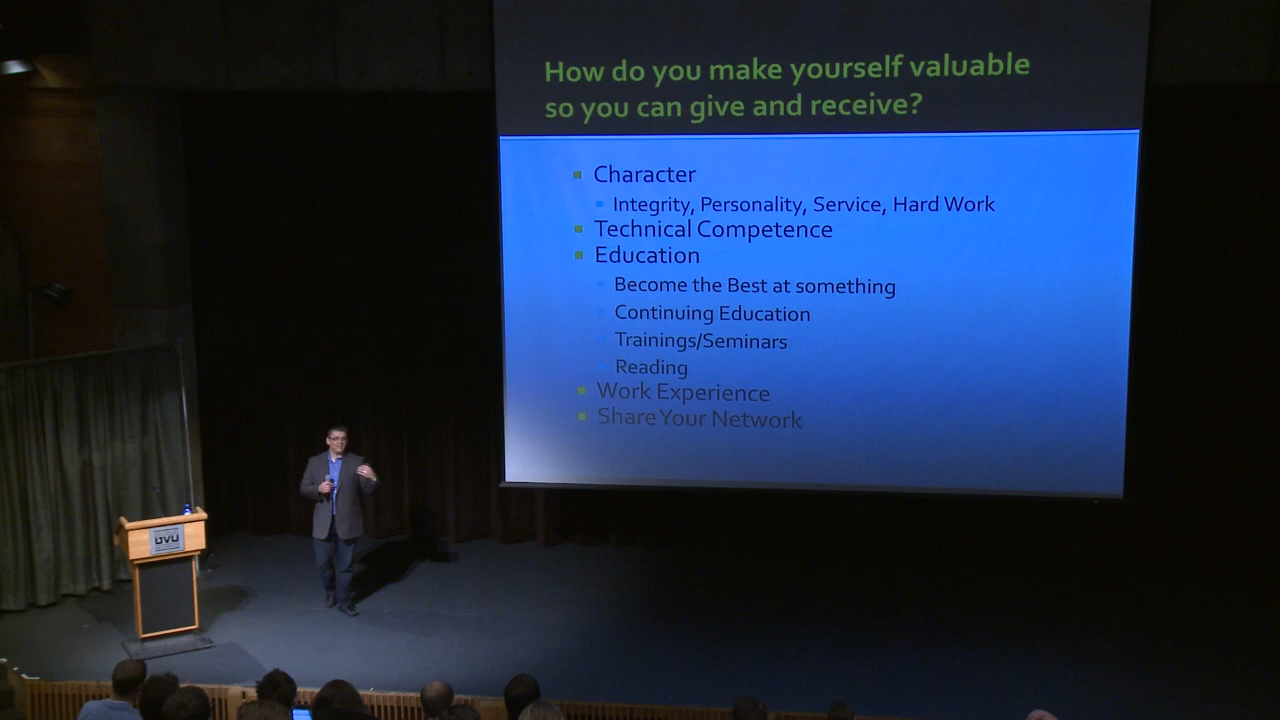 How do you make yourself valuable
so you can give and receive?
Character
Integrity, Personality, Service, Hard Work
Technical Competence
Education
Become the Best at something
Continuing Education
Trainings/Seminars
Reading
Work Experience
Share Your Network
UVU